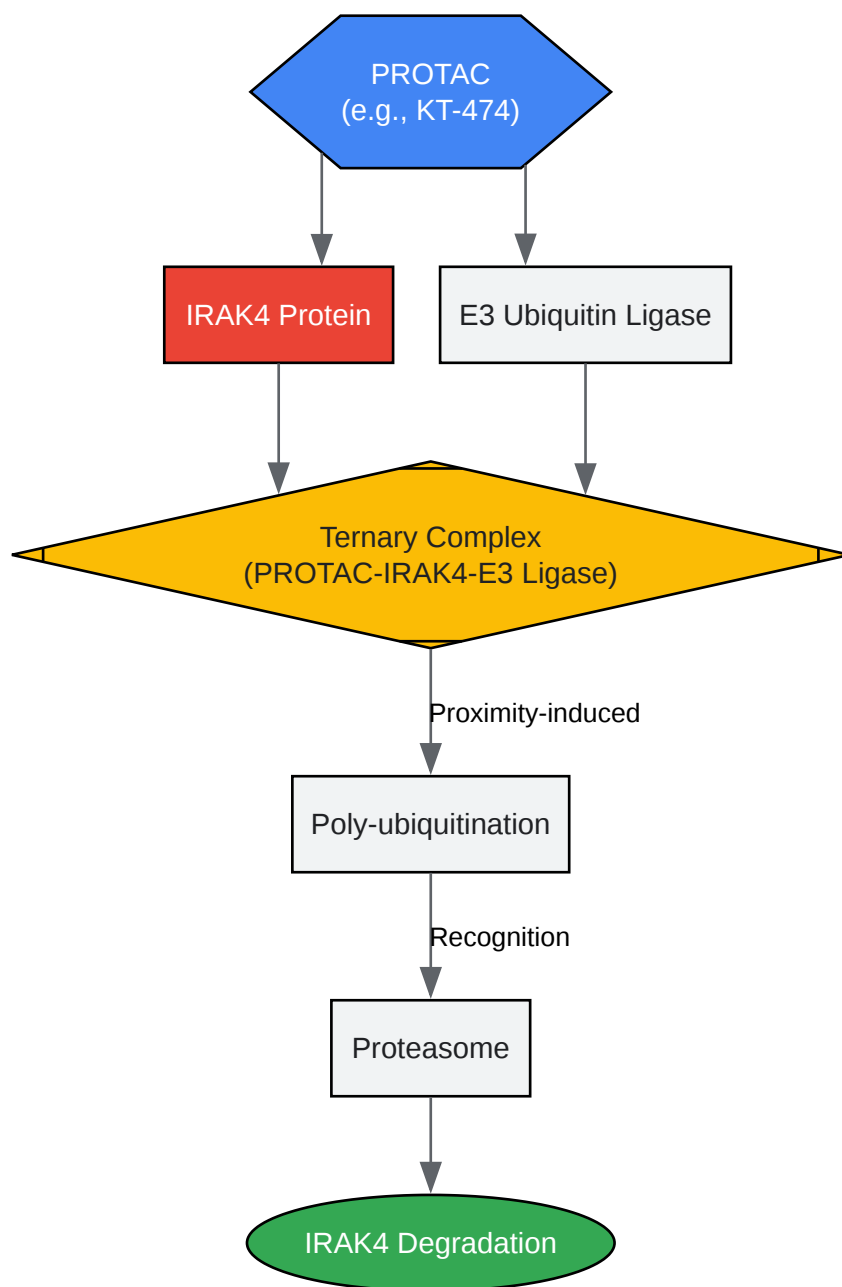 PROTAC
(e.g., KT-474)
IRAK4 Protein
E3 Ubiquitin Ligase
Ternary Complex
(PROTAC-IRAK4-E3 Ligase)
Proximity-induced
Poly-ubiquitination
Recognition
Proteasome
IRAK4 Degradation